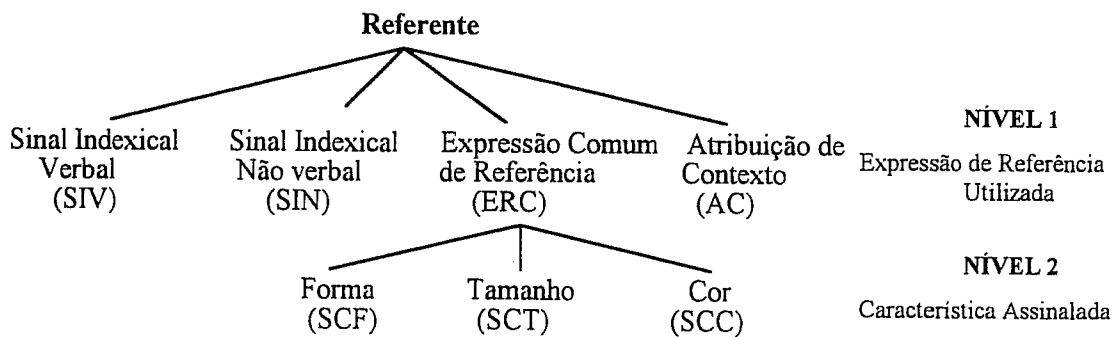 Referente
Sinal Indexical
Verbal
(SIV)
Sinal Indexical
Não verbal
(SIN)
Expressão Comum
de Referência
(ERC)
Atribuição de
Contexto
(AC)
NÍVEL 1
Expressão de Referência
Utilizada
Forma
(SCF)
Tamanho
(SCT)
Cor
(SCC)
NÍVEL 2
Característica Assinalada